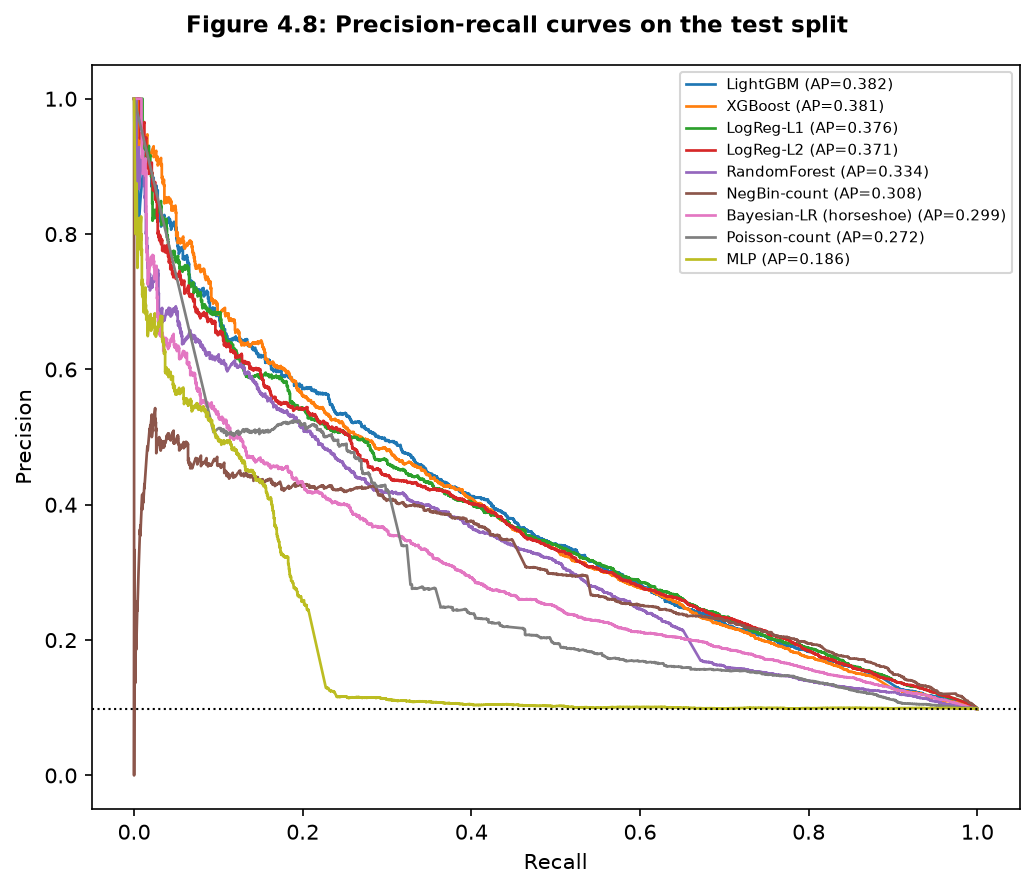 Figure 4.8: Precision-recall curves on the test split
LightGBM (AP=0.382)
XGBoost (AP=0.381)
LogReg-L1 (AP=0.376)
LogReg-L2 (AP=0.371)
RandomForest (AP=0.334)
NegBin-count (AP=0.308)
Bayesian-LR (horseshoe) (AP=0.299)
Poisson-count (AP=0.272)
MLP (AP=0.186)
Precision
1.0
0.8
0.6
0.4
0.2
0.0
0.0 0.2 0.4 0.6 0.8 1.0
Recall